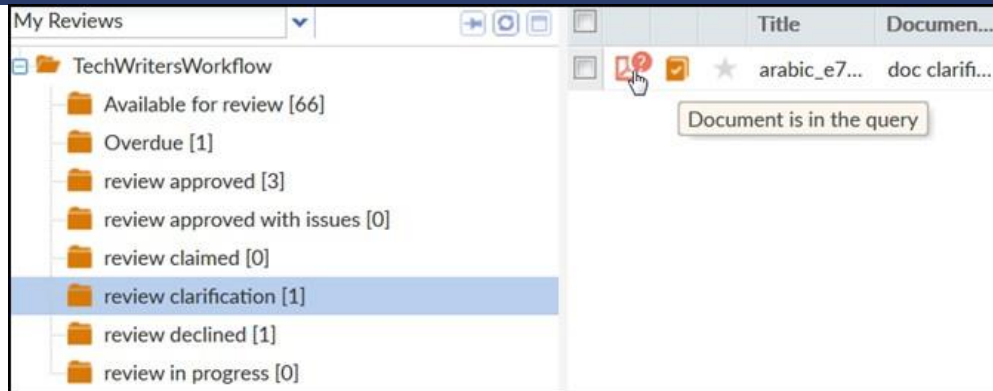 My Reviews
TechWritersWorkflow
Available for review [66]
Overdue [1]
review approved [3]
review approved with issues [0]
review claimed [0]
review clarification [1]
review declined [1]
review in progress [0]
Title Documen...
arabic_e7... doc clarifi...
Document is in the query